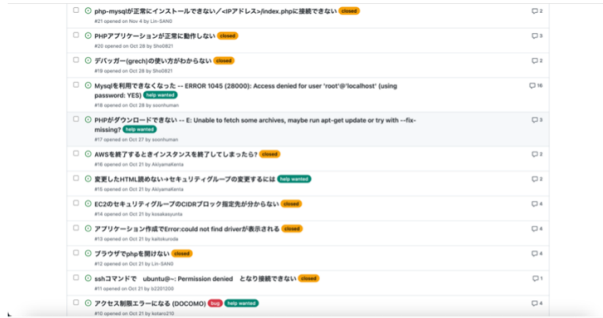 php-mysqlが正常にインストールできない／<IPアドレス>/index.phpに接続できない closed 2
#21 opened on Nov 4 by Lin-SAN0
PHPアプリケーションが正常に動作しない closed 3
#20 opened on Oct 28 by Sho0821
デバッガー(grech)の使い方がわからない closed 2
#19 opened on Oct 28 by Sho0821
Mysqlを利用できなくなった -- ERROR 1045 (28000): Access denied for user 'root'@'localhost' (using 16
password: YES) help wanted
#18 opened on Oct 28 by soonhuman
PHPがダウンロードできない -- E: Unable to fetch some archives, maybe run apt-get update or try with --fix- 3
missing? help wanted
#17 opened on Oct 27 by soonhuman
AWSを終了するときインスタンスを終了してしまったら? closed 2
#16 opened on Oct 21 by AkiyamaKenta
変更したHTML読めない→セキュリティグループの変更するには help wanted 2
#15 opened on Oct 21 by AkiyamaKenta
EC2のセキュリティグループのCIDRブロック指定先が分からない closed 4
#14 opened on Oct 21 by kosakasyunta
アプリケーション作成でError:could not find driverが表示される closed 4
#13 opened on Oct 21 by kaitokuroda
ブラウザでphpを開けない closed 4
#12 opened on Oct 21 by Lin-SAN0
sshコマンドで ubuntu@~: Permission denied となり接続できない closed 1
#11 opened on Oct 21 by b2201200
アクセス制限エラーになる (DOCOMO) bug help wanted 4
#10 opened on Oct 21 by kotaro210